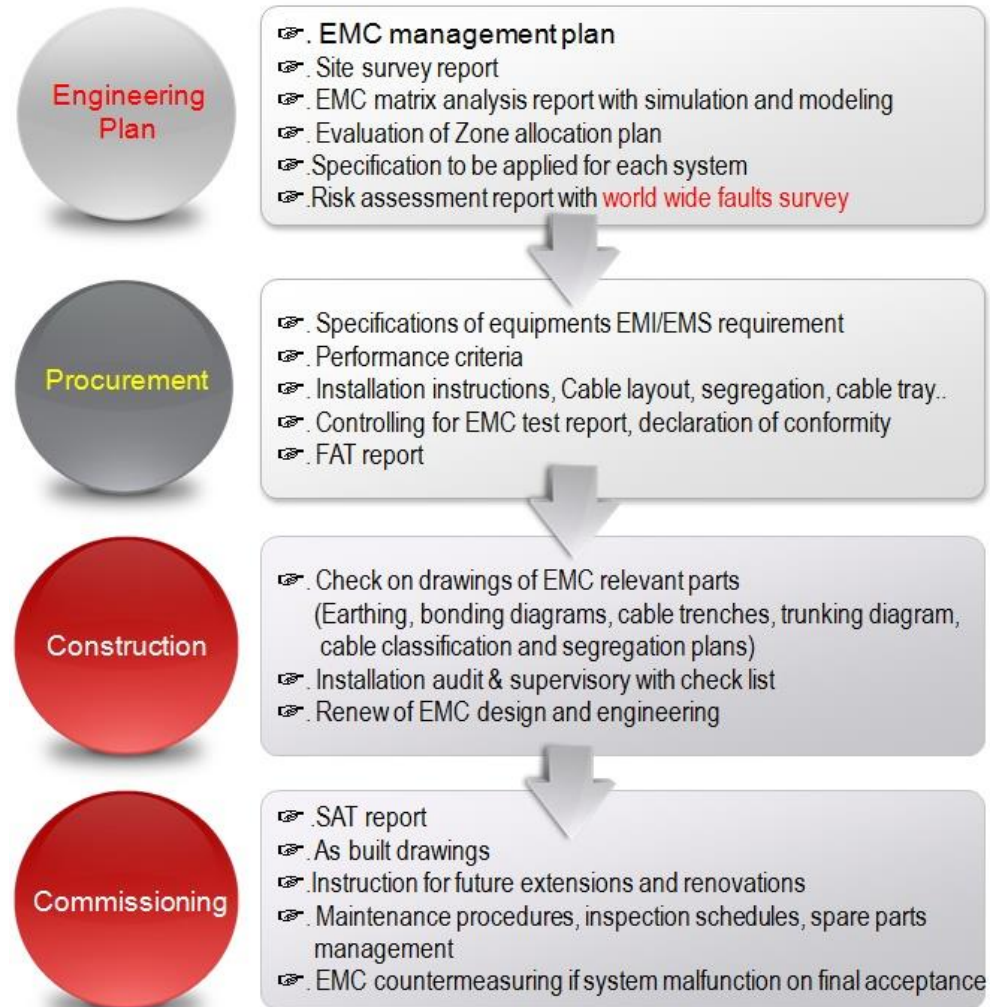 Engineering
Plan
☞. EMC management plan
☞. Site survey report
☞. EMC matrix analysis report with simulation and modeling
☞. Evaluation of Zone allocation plan
☞.Specification to be applied for each system
☞.Risk assessment report with world wide faults survey
Procurement
☞. Specifications of equipments EMI/EMS requirement
☞. Performance criteria
☞. Installation instructions, Cable layout, segregation, cable tray..
☞. Controlling for EMC test report, declaration of conformity
☞. FAT report
Construction
☞. Check on drawings of EMC relevant parts
(Earthing, bonding diagrams, cable trenches, trunking diagram,
cable classification and segregation plans)
☞. Installation audit & supervisory with check list
☞. Renew of EMC design and engineering
Commissioning
☞.SAT report
☞. As built drawings
☞.Instruction for future extensions and renovations
☞. Maintenance procedures, inspection schedules, spare parts
management
☞. EMC countermeasuring if system malfunction on final acceptance